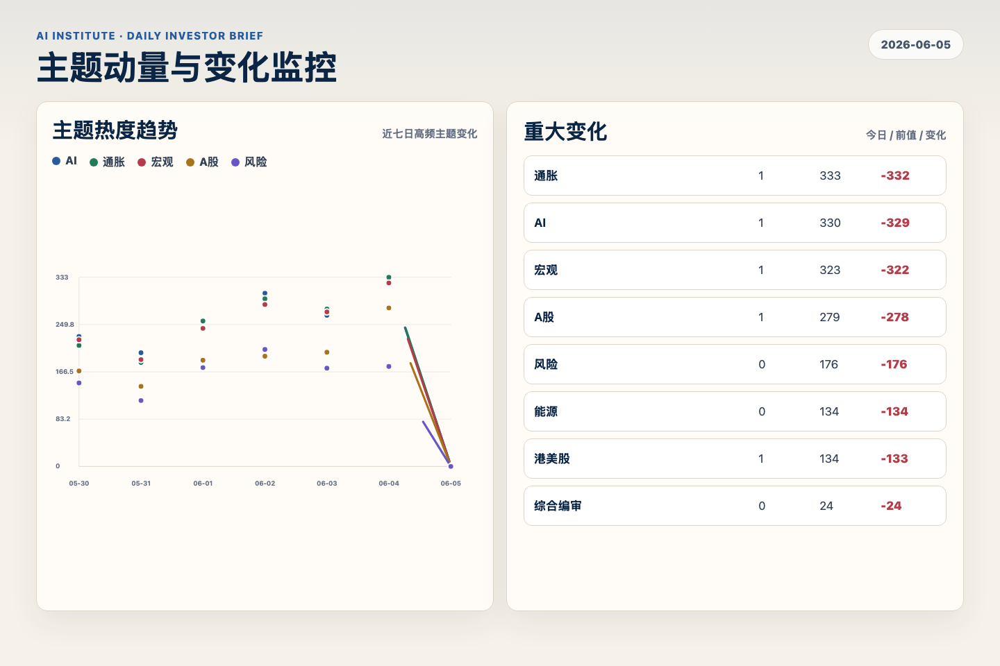 AI INSTITUTE · DAILY INVESTOR BRIEF
主题动量与变化监控
2026-06-05
主题热度趋势
近七日高频主题变化
AI 通胀 宏观 A股 风险
333
249.8
166.5
83.2
0
05-30 05-31 06-01 06-02 06-03 06-04 06-05
重大变化
今日 / 前值 / 变化
通胀 1 333 -332
AI 1 330 -329
宏观 1 323 -322
A股 1 279 -278
风险 0 176 -176
能源 0 134 -134
港美股 1 134 -133
综合编审 0 24 -24